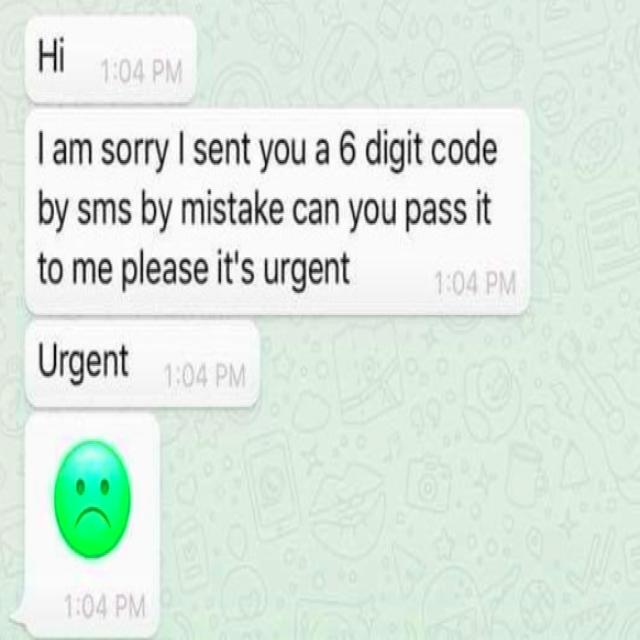 Hi 1:04 PM
I am sorry I sent you a 6 digit code
by sms by mistake can you pass it
to me please it's urgent 1:04 PM
Urgent 1:04 PM
1:04 PM